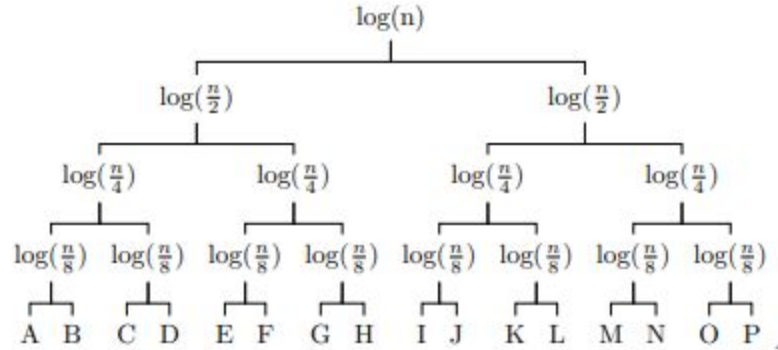 log(n)
log(n/2) log(n/2)
log(n/4) log(n/4) log(n/4) log(n/4)
log(n/8) log(n/8) log(n/8) log(n/8) log(n/8) log(n/8) log(n/8) log(n/8)
A B C D E F G H I J K L M N O P